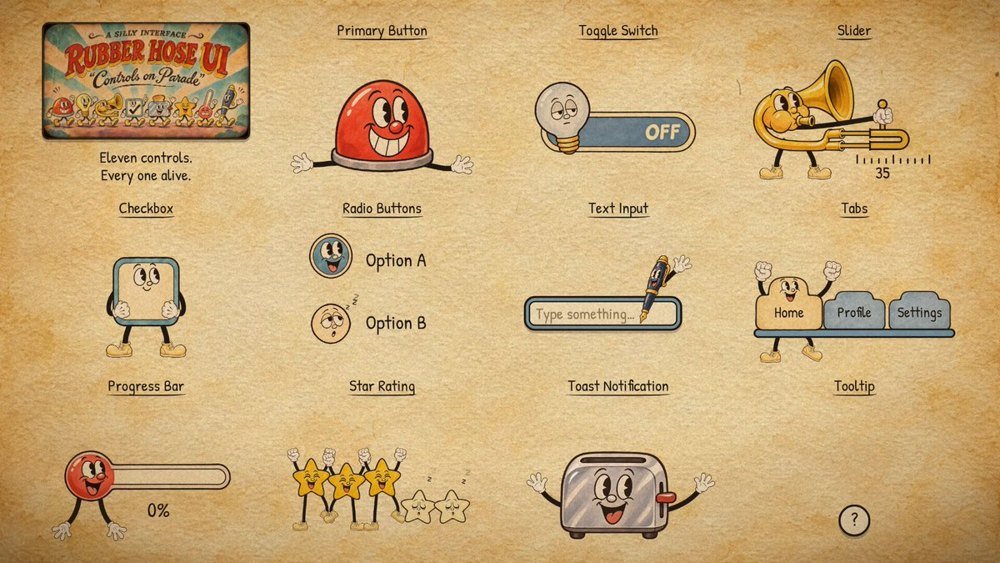 A SILLY INTERFACE
RUBBER HOSE UI
"Controls on Parade"
Eleven controls.
Every one alive.
Primary Button
Toggle Switch
OFF
Slider
35
Checkbox
Radio Buttons
Option A
Option B
z
z
z
Text Input
Type something...
Tabs
Home
Profile
Settings
Progress Bar
0%
Star Rating
z
z
z
z
Toast Notification
Tooltip
?